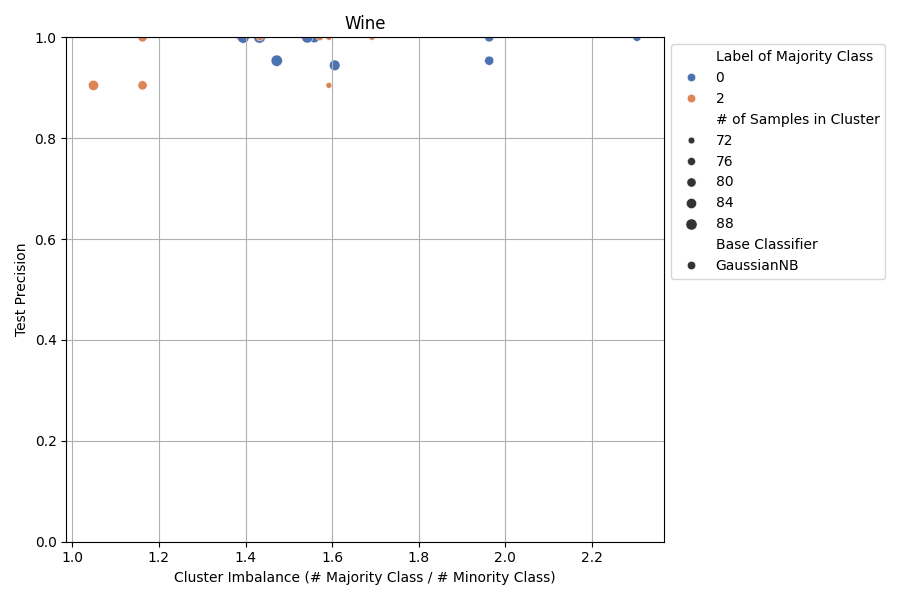 Wine
1.0
0.8
0.6
0.4
0.2
0.0
Test Precision
1.0
1.2
1.4
1.6
1.8
2.0
2.2
Cluster Imbalance (# Majority Class / # Minority Class)
Label of Majority Class
0
2
# of Samples in Cluster
72
76
80
84
88
Base Classifier
GaussianNB